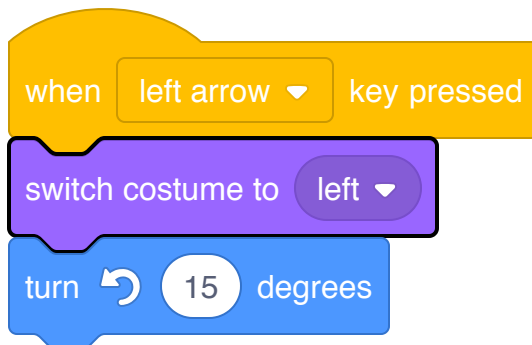 when left arrow key pressed
switch costume to left
turn 15 degrees